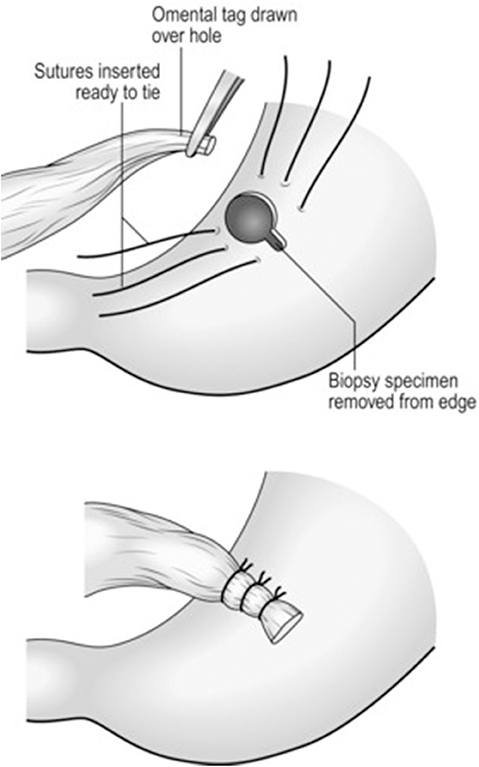 Omental tag drawn
over hole
Sutures inserted
ready to tie
Biopsy specimen
removed from edge